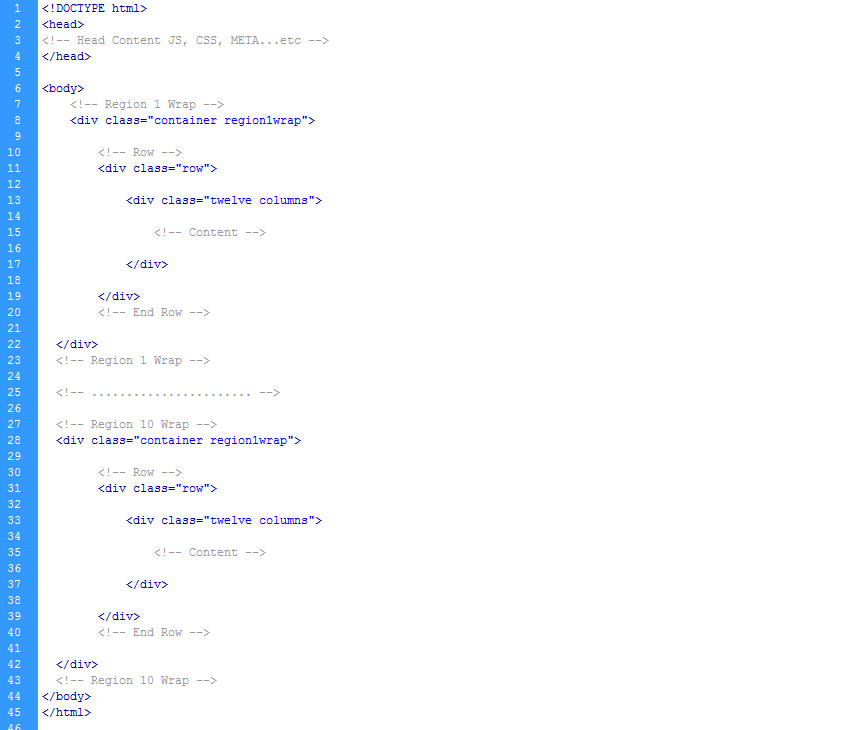 1 <!DOCTYPE html>
2 <head>
3 <!-- Head Content JS, CSS, META...etc -->
4 </head>
5
6 <body>
7 <!-- Region 1 Wrap -->
8 <div class="container region1wrap">
9
10 <!-- Row -->
11 <div class="row">
12
13 <div class="twelve columns">
14
15 <!-- Content -->
16
17 </div>
18
19 </div>
20 <!-- End Row -->
21
22 </div>
23 <!-- Region 1 Wrap -->
24
25 <!-- ....................... -->
26
27 <!-- Region 10 Wrap -->
28 <div class="container region1wrap">
29
30 <!-- Row -->
31 <div class="row">
32
33 <div class="twelve columns">
34
35 <!-- Content -->
36
37 </div>
38
39 </div>
40 <!-- End Row -->
41
42 </div>
43 <!-- Region 10 Wrap -->
44 </body>
45 </html>
46